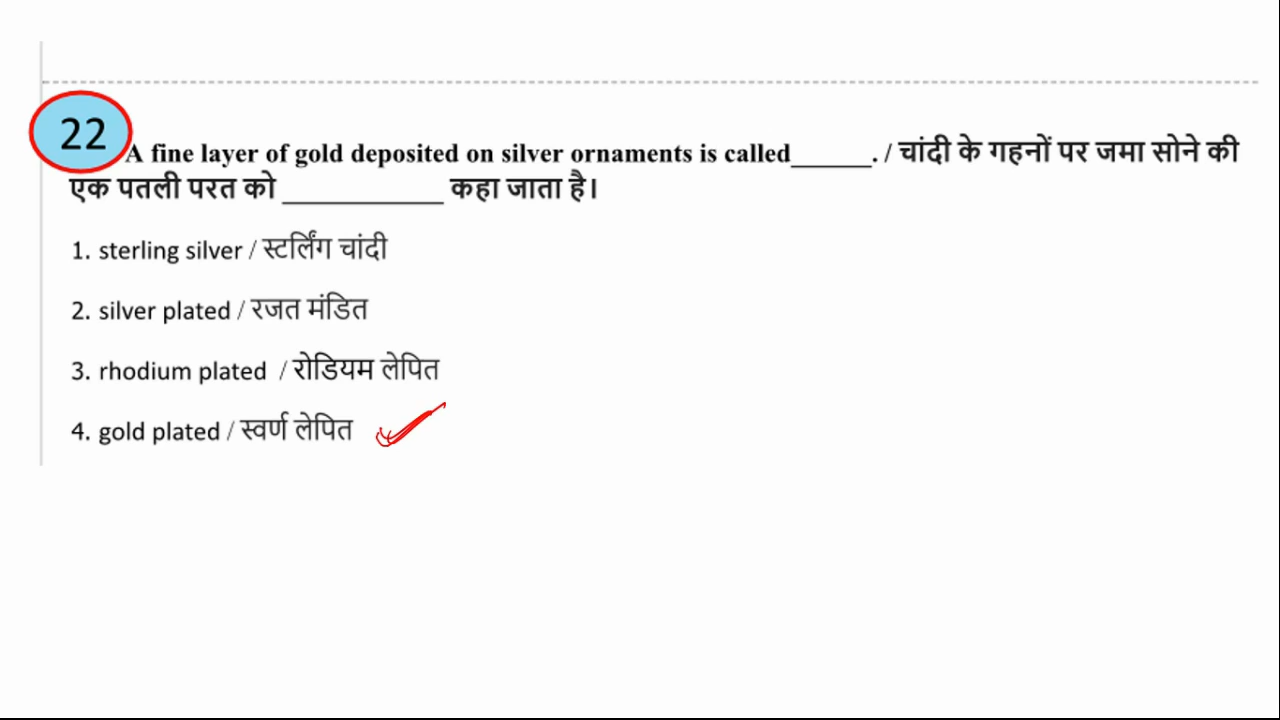 22
A fine layer of gold deposited on silver ornaments is called______. / चांदी के गहनों पर जमा सोने की
एक पतली परत को ____________ कहा जाता है।
1. sterling silver / स्टर्लिंग चांदी
2. silver plated / रजत मंडित
3. rhodium plated / रोडियम लेपित
4. gold plated / स्वर्ण लेपित